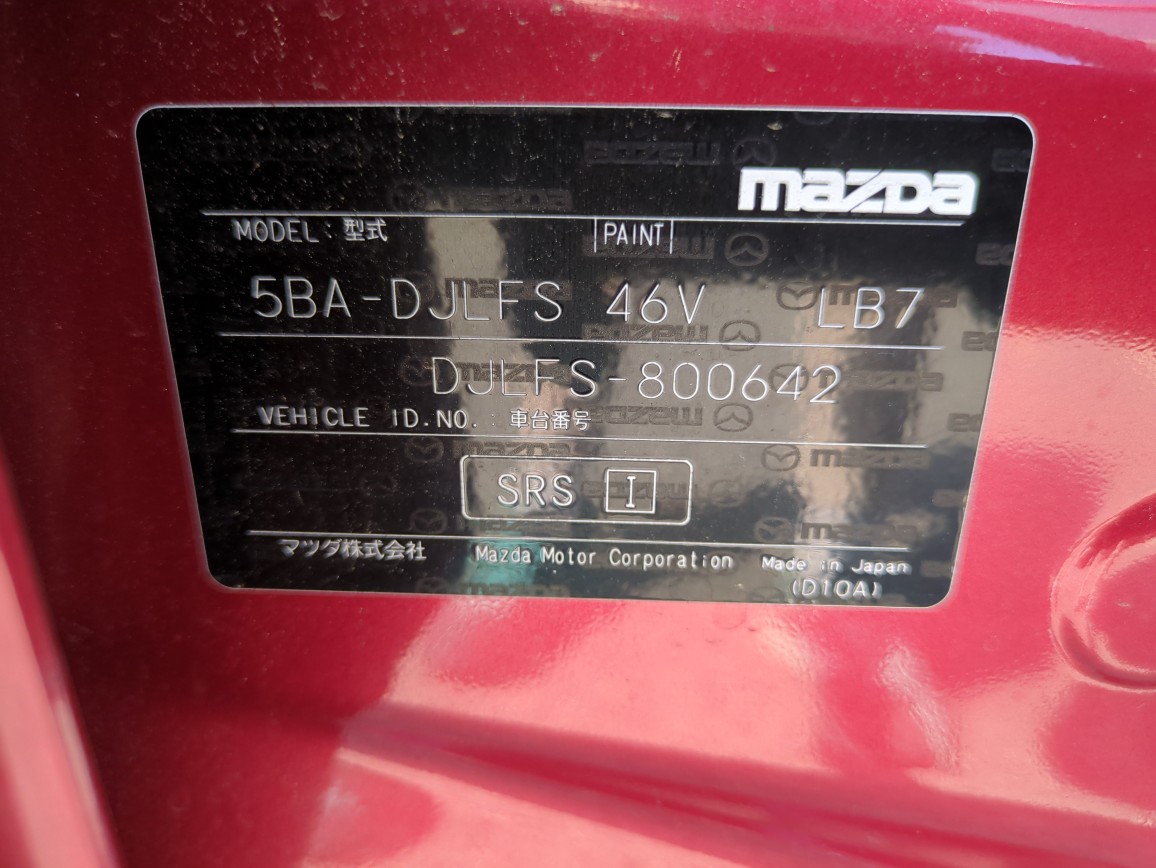 mazda
MODEL: 型式 PAINT
5BA-DJLFS 46V LB7
DJLFS-800642
VEHICLE ID.NO.: 車台番号
SRS I
マツダ株式会社 Mazda Motor Corporation Made in Japan
(D10A)